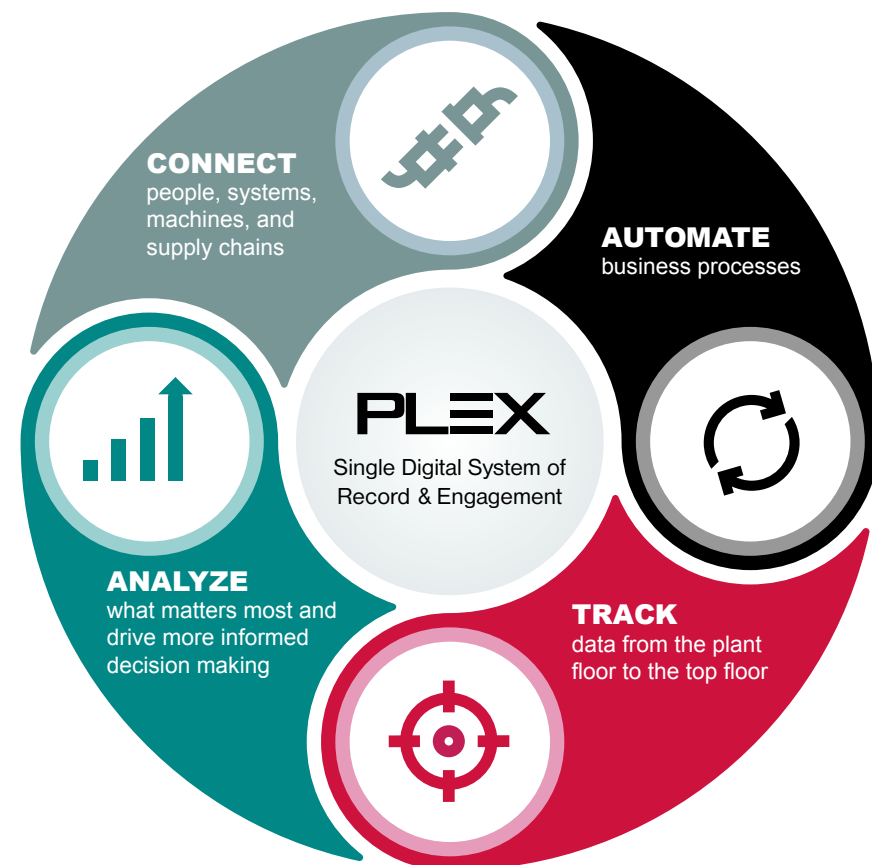 CONNECT
people, systems,
machines, and
supply chains
AUTOMATE
business processes
PLEX
Single Digital System of
Record & Engagement
ANALYZE
what matters most and
drive more informed
decision making
TRACK
data from the plant
floor to the top floor